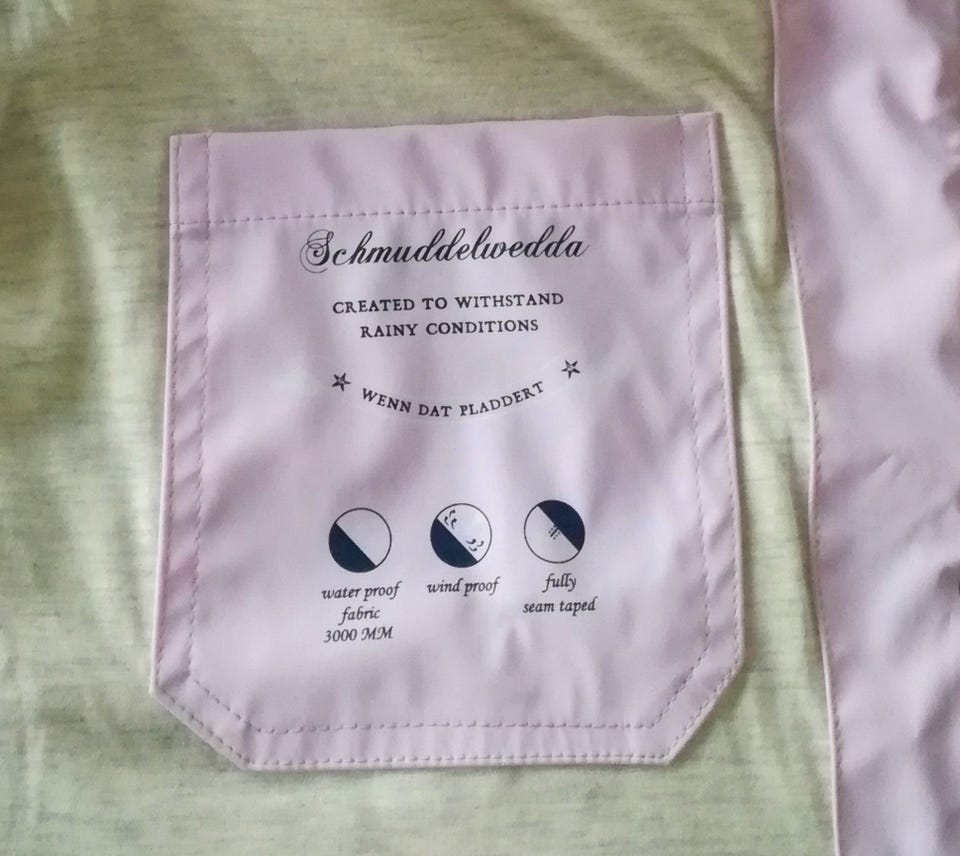 Schmuddelwedda
CREATED TO WITHSTAND
RAINY CONDITIONS
WENN DAT PLADDERT
water proof
fabric
3000 MM
wind proof
fully
seam taped